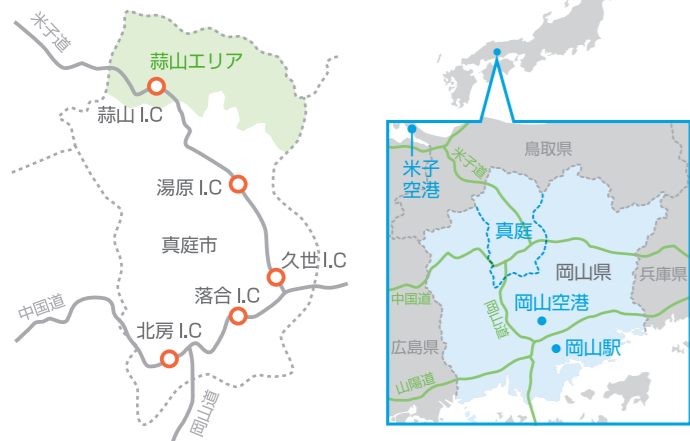 米子道
蒜山エリア
蒜山 I.C
湯原 I.C
真庭市
久世 I.C
落合 I.C
中国道
北房 I.C
岡山道
鳥取県
米子
空港
米子道
真庭
岡山県
兵庫県
中国道
岡山道
岡山空港
広島県
岡山駅
山陽道